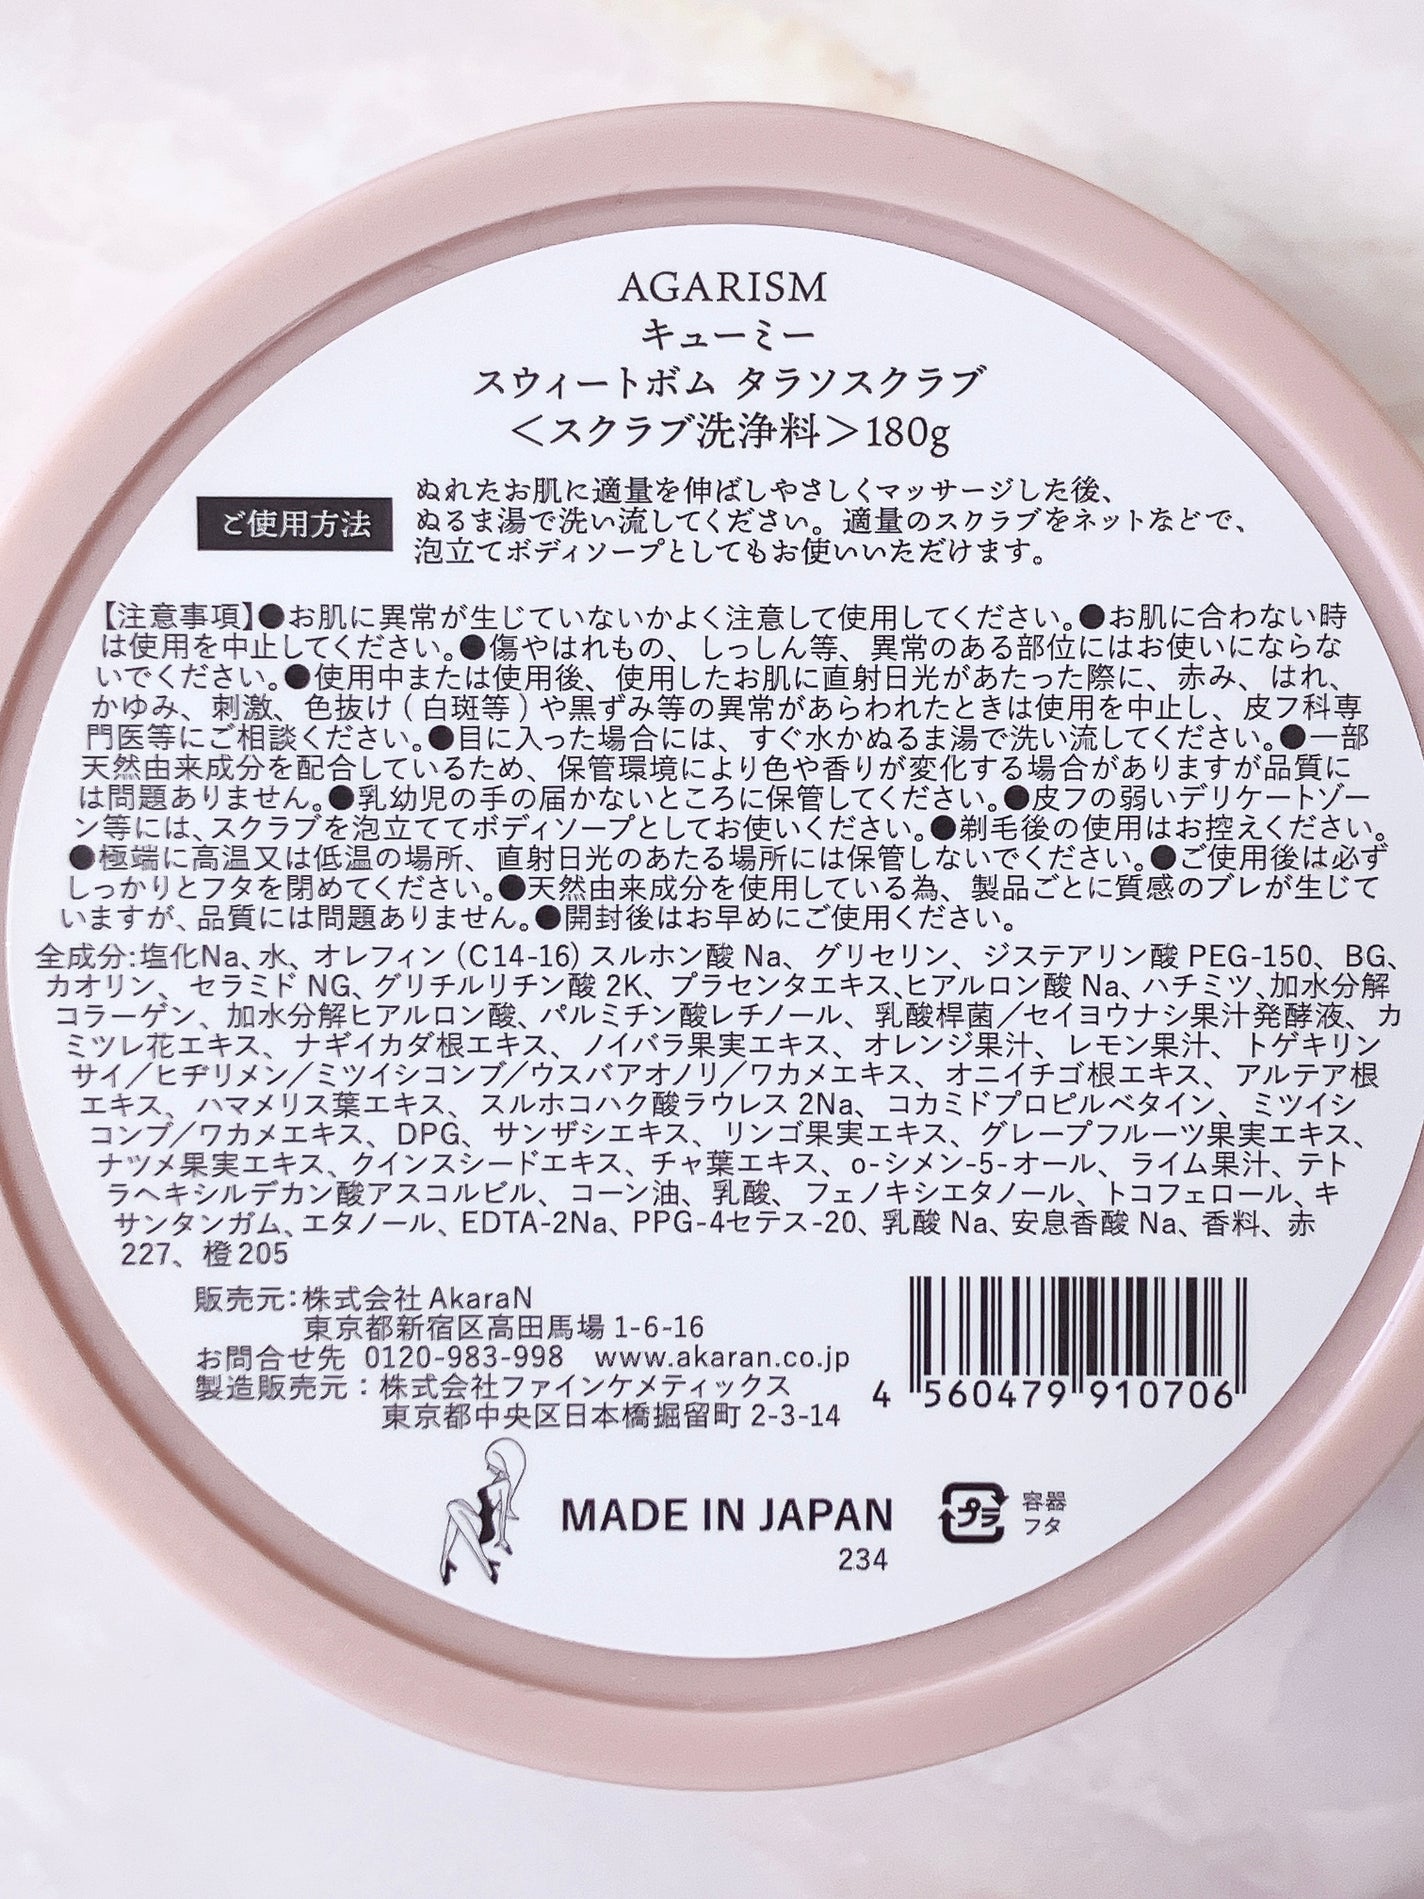 AGARISM
キューミー
スウィートボム タラソスクラブ
＜スクラブ洗浄料＞180g
ご使用方法
ぬれたお肌に適量を伸ばしやさしくマッサージした後、
ぬるま湯で洗い流してください。適量のスクラブをネットなどで、
泡立てボディソープとしてもお使いいただけます。
【注意事項】●お肌に異常が生じていないかよく注意して使用してください。●お肌に合わない時
は使用を中止してください。●傷やはれもの、しっしん等、異常のある部位にはお使いにならな
いでください。●使用中または使用後、使用したお肌に直射日光があたった際に、赤み、はれ、
かゆみ、刺激、色抜け（白斑等）や黒ずみ等の異常があらわれたときは使用を中止し、皮フ科専
門医等にご相談ください。●目に入った場合には、すぐ水かぬるま湯で洗い流してください。●一部
天然由来成分を配合しているため、保管環境により色や香りが変化する場合がありますが品質に
は問題ありません。●乳幼児の手の届かないところに保管してください。●皮フの弱いデリケートゾー
ン等には、スクラブを泡立ててボディソープとしてお使いください。●剃毛後の使用はお控えください。
●極端に高温又は低温の場所、直射日光のあたる場所には保管しないでください。●ご使用後は必ず
しっかりとフタを閉めてください。●天然由来成分を使用している為、製品ごとに質感のブレが生じて
いますが、品質には問題ありません。●開封後はお早めにご使用ください。
全成分:塩化Na、水、オレフィン（C14-16）スルホン酸 Na、グリセリン、ジステアリン酸 PEG-150、BG、
カオリン、セラミド NG、グリチルリチン酸 2K、プラセンタエキス、ヒアルロン酸 Na、ハチミツ、加水分解
コラーゲン、加水分解ヒアルロン酸、パルミチン酸レチノール、乳酸桿菌／セイヨウナシ果汁発酵液、カ
ミツレ花エキス、ナギイカダ根エキス、ノイバラ果実エキス、オレンジ果汁、レモン果汁、トゲキリン
サイ／ヒヂリメン／ミツイシコンブ／ウスバアオノリ／ワカメエキス、オニイチゴ根エキス、アルテア根
エキス、ハマメリス葉エキス、スルホコハク酸ラウレス 2Na、コカミドプロピルベタイン、ミツイシ
コンブ／ワカメエキス、DPG、サンザシエキス、リンゴ果実エキス、グレープフルーツ果実エキス、
ナツメ果実エキス、クインスシードエキス、チャ葉エキス、o-シメン-5-オール、ライム果汁、テト
ラヘキシルデカン酸アスコルビル、コーン油、乳酸、フェノキシエタノール、トコフェロール、キ
サンタンガム、エタノール、EDTA-2Na、PPG-4セテス-20、乳酸 Na、安息香酸 Na、香料、赤
227、橙205
販売元：株式会社 AkaraN
東京都新宿区高田馬場 1-6-16
お問合せ先 0120-983-998 www.akaran.co.jp
製造販売元：株式会社ファインケメティックス
東京都中央区日本橋掘留町 2-3-14
4 560479 910706
MADE IN JAPAN
234
プラ
容器
フタ